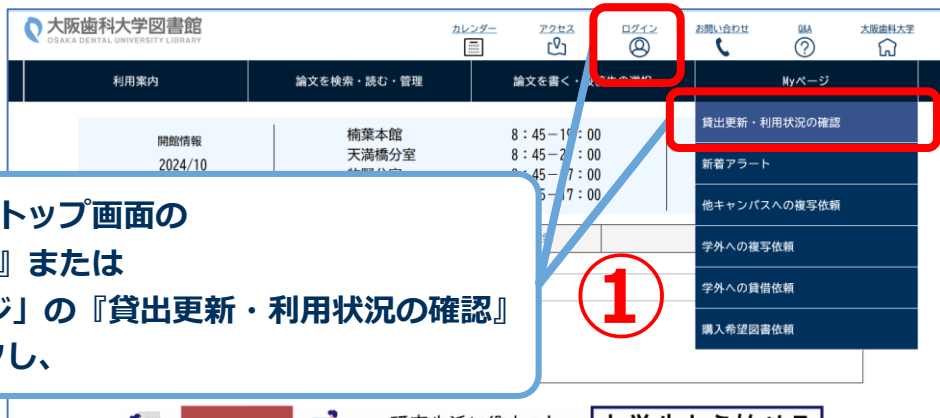 大阪歯科大学図書館
OSAKA DENTAL UNIVERSITY LIBRARY
カレンダー
アクセス
ログイン
お問い合わせ
Q&A
大阪歯科大学
利用案内
論文を検索・読む・管理
論文を書く・
Myページ
貸出更新・利用状況の確認
新着アラート
他キャンパスへの複写依頼
学外への複写依頼
学外への貸借依頼
購入希望図書依頼
開館情報
2024/10
楠葉本館
8：45－19：00
天満橋分室
8：45－2
：00
：45－
7：00
7：00
トップ画面の
』または
ジ」の『貸出更新・利用状況の確認』
し、
①